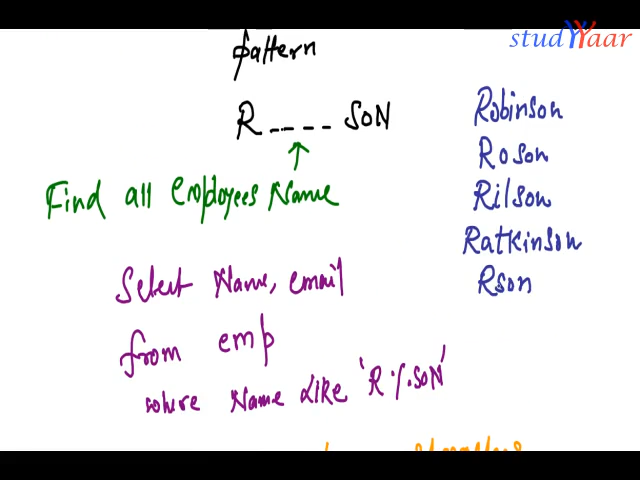 studYYaar
pattern
R _ _ _ _ SON
Find all employees Name
Robinson
Roson
Rilson
Ratkinson
Rson
Select Name, email
from emp
where Name LIKE 'R%SON'